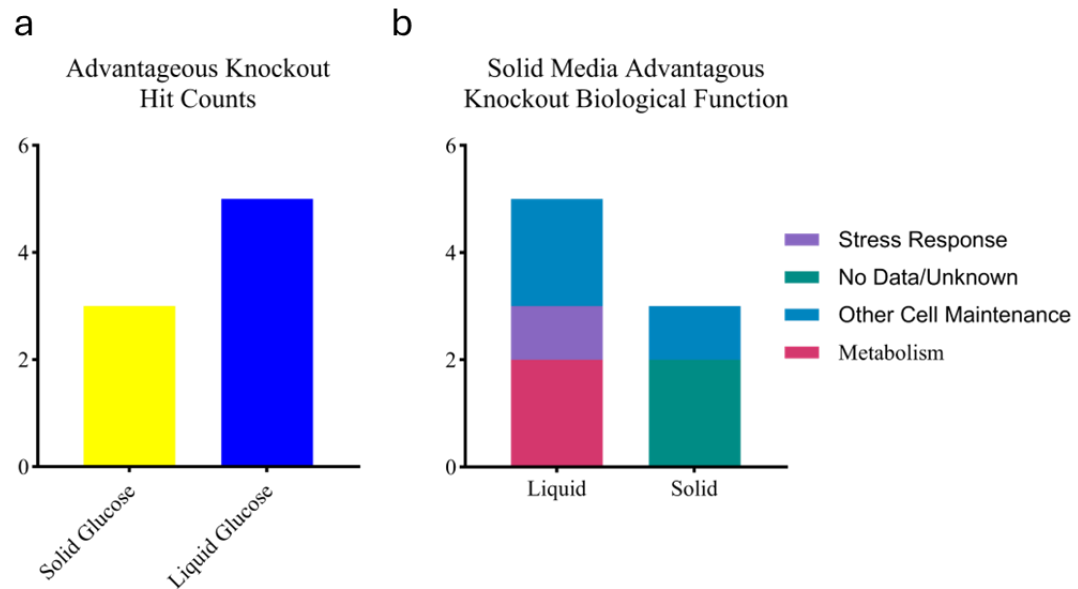 a
Advantageous Knockout
Hit Counts
6
4
2
0
Solid Glucose
Liquid Glucose
b
Solid Media Advantagous
Knockout Biological Function
6
4
2
0
Liquid
Solid
Stress Response
No Data/Unknown
Other Cell Maintenance
Metabolism